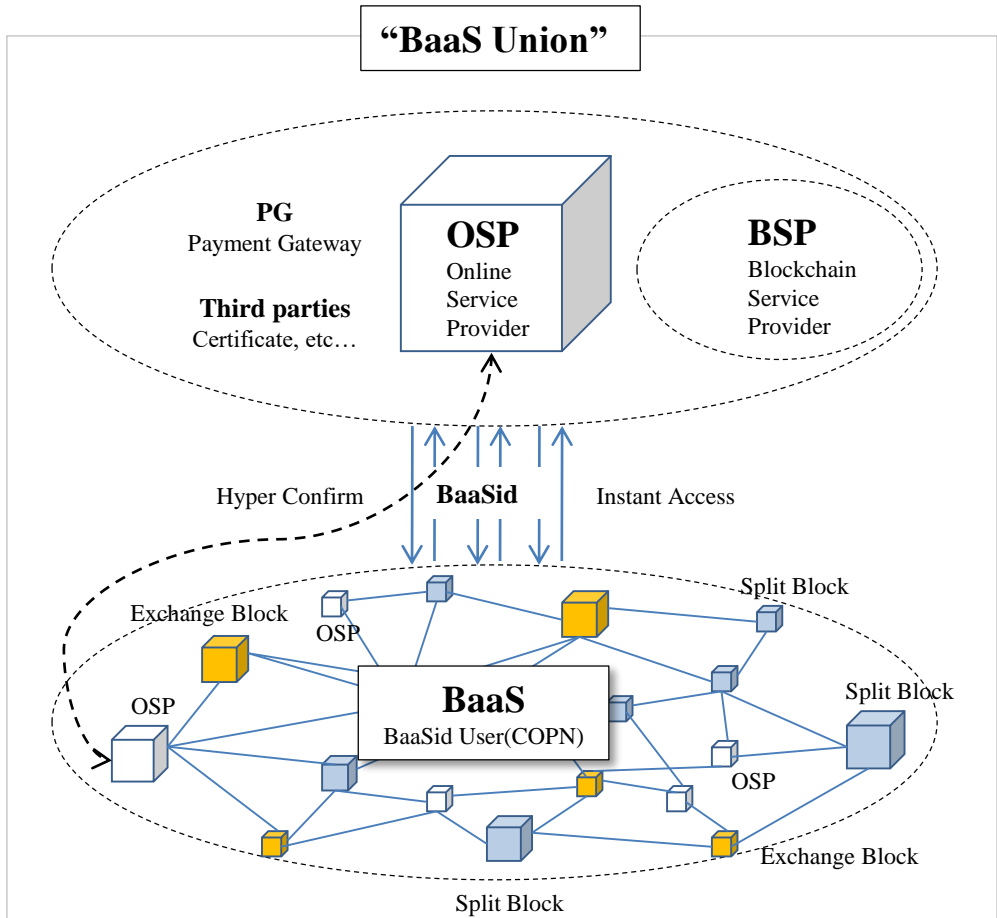 “BaaS Union”
PG
Payment Gateway
Third parties
Certificate, etc…
OSP
Online
Service
Provider
BSP
Blockchain
Service
Provider
Hyper Confirm
BaaSid
Instant Access
Exchange Block
OSP
Split Block
OSP
Split Block
BaaS
BaaSid User(COPN)
OSP
Exchange Block
Split Block